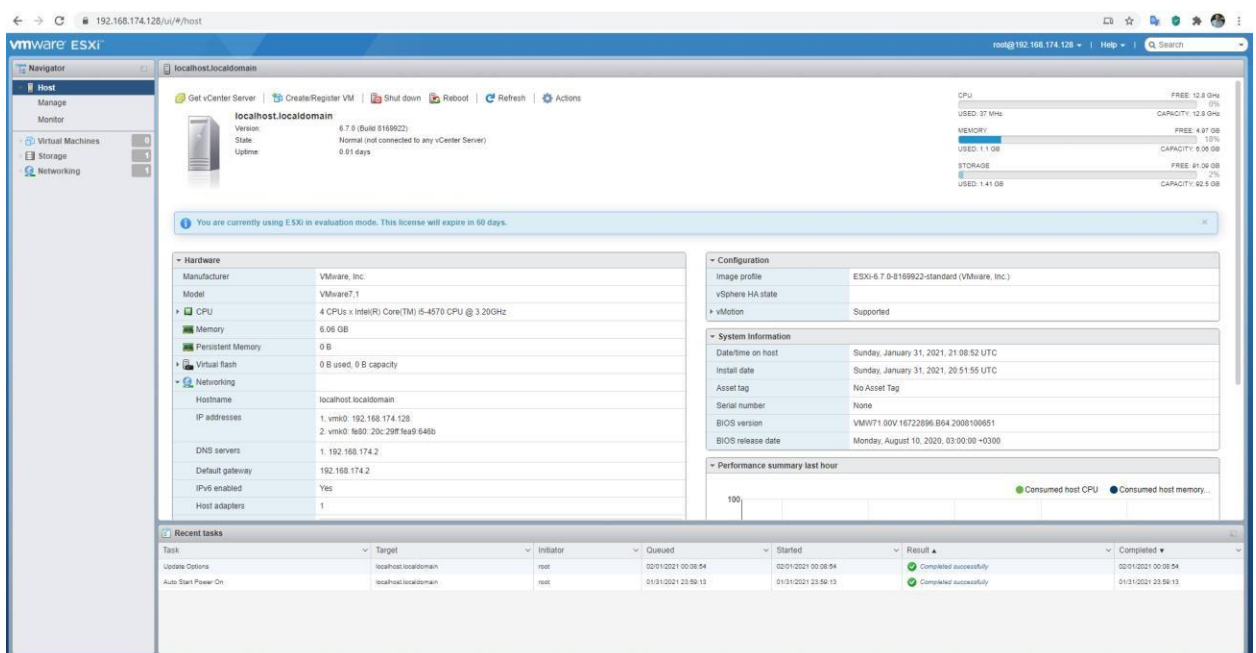 192.168.174.128/ui/#/host
vmware ESXi™
root@192.168.174.128 | Help | Search
Navigator
Host
Manage
Monitor
Virtual Machines 0
Storage 1
Networking 1
localhost.localdomain
Get vCenter Server | Create/Register VM | Shut down Reboot | Refresh | Actions
localhost.localdomain
Version: 6.7.0 (Build 8169922)
State: Normal (not connected to any vCenter Server)
Uptime: 0.01 days
CPU FREE: 12.8 GHz
0%
USED: 37 MHz CAPACITY: 12.8 GHz
MEMORY FREE: 4.97 GB
18%
USED: 1.1 GB CAPACITY: 6.06 GB
STORAGE FREE: 91.09 GB
2%
USED: 1.41 GB CAPACITY: 92.5 GB
You are currently using ESXi in evaluation mode. This license will expire in 60 days.
Hardware
Manufacturer VMware, Inc.
Model VMware7,1
CPU 4 CPUs x Intel(R) Core(TM) i5-4570 CPU @ 3.20GHz
Memory 6.06 GB
Persistent Memory 0 B
Virtual flash 0 B used, 0 B capacity
Networking
Hostname localhost.localdomain
IP addresses 1. vmk0: 192.168.174.128
2. vmk0: fe80::20c:29ff:fea9:646b
DNS servers 1. 192.168.174.2
Default gateway 192.168.174.2
IPv6 enabled Yes
Host adapters 1
Configuration
Image profile ESXi-6.7.0-8169922-standard (VMware, Inc.)
vSphere HA state
vMotion Supported
System Information
Date/time on host Sunday, January 31, 2021, 21:08:52 UTC
Install date Sunday, January 31, 2021, 20:51:55 UTC
Asset tag No Asset Tag
Serial number None
BIOS version VMW71.00V.16722896.B64.2008100651
BIOS release date Monday, August 10, 2020, 03:00:00 +0300
Performance summary last hour
Consumed host CPU Consumed host memory...
100
Recent tasks
Task Target Initiator Queued Started Result Completed
Update Options localhost.localdomain root 02/01/2021 00:08:54 02/01/2021 00:08:54 Completed successfully 02/01/2021 00:08:54
Auto Start Power On localhost.localdomain root 01/31/2021 23:59:13 01/31/2021 23:59:13 Completed successfully 01/31/2021 23:59:13